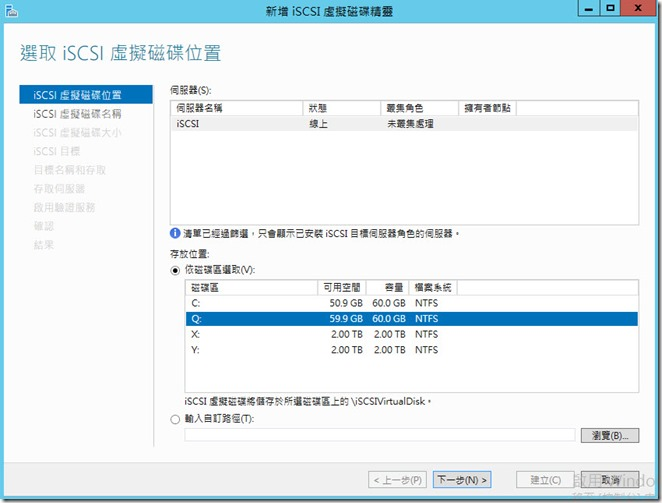 新增 iSCSI 虛擬磁碟精靈
選取 iSCSI 虛擬磁碟位置
iSCSI 虛擬磁碟位置
iSCSI 虛擬磁碟名稱
iSCSI 虛擬磁碟大小
iSCSI 目標
目標名稱和存取
存取伺服器
啟用驗證服務
確認
結果
伺服器(S):
伺服器名稱 狀態 叢集角色 擁有者節點
iSCSI 線上 未叢集處理
清單已經過篩選，只會顯示已安裝 iSCSI 目標伺服器角色的伺服器。
存放位置:
依磁碟區選取(V):
磁碟區 可用空間 容量 檔案系統
C: 50.9 GB 60.0 GB NTFS
Q: 59.9 GB 60.0 GB NTFS
X: 2.00 TB 2.00 TB NTFS
Y: 2.00 TB 2.00 TB NTFS
iSCSI 虛擬磁碟將儲存於所選磁碟區上的 \iSCSIVirtualDisk。
輸入自訂路徑(T):
瀏覽(B)...
< 上一步(P) 下一步(N) > 建立(C) 取消
啟用 Windo